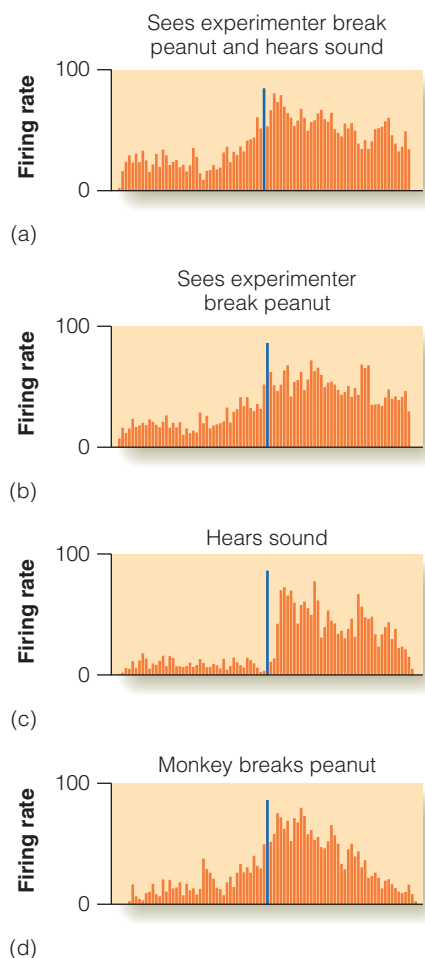 Sees experimenter break
peanut and hears sound
100
Firing rate
0
(a)
Sees experimenter
break peanut
100
Firing rate
0
(b)
Hears sound
100
Firing rate
0
(c)
Monkey breaks peanut
100
Firing rate
0
(d)